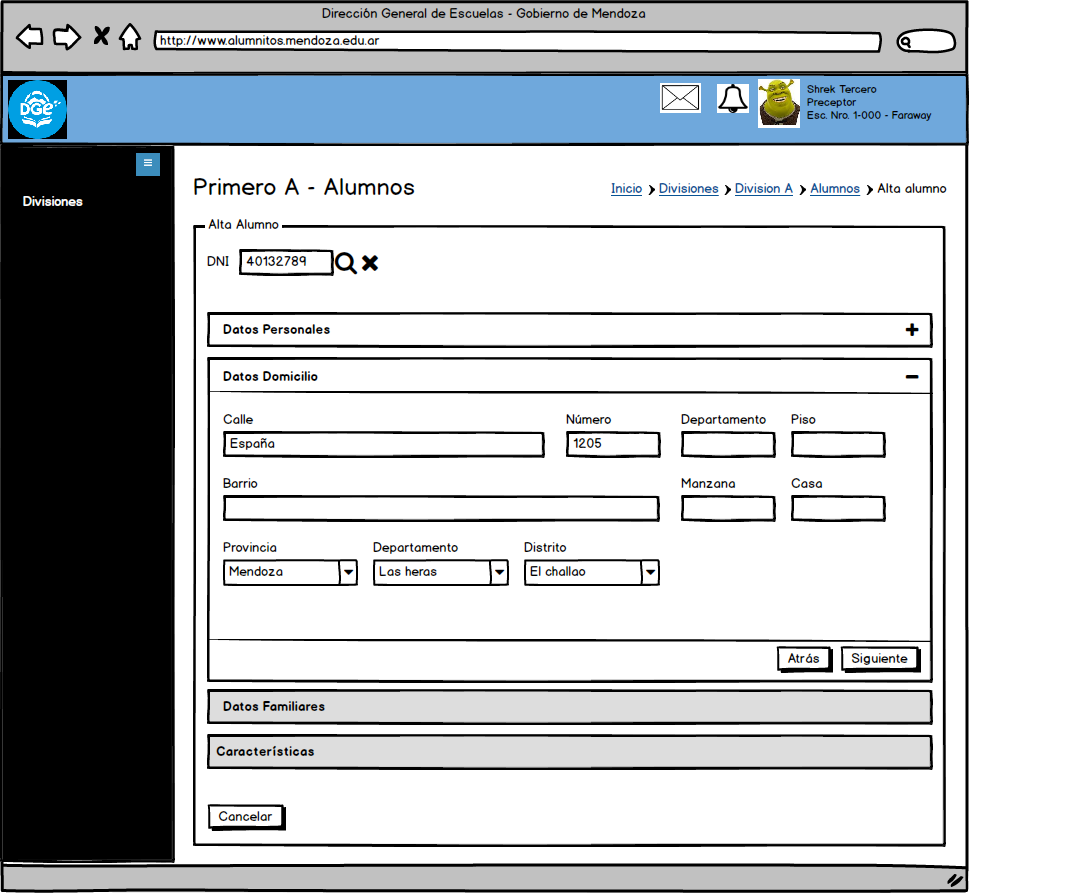 Dirección General de Escuelas - Gobierno de Mendoza
http://www.alumnitos.mendoza.edu.ar
DGE
Shrek Tercero
Preceptor
Esc. Nro. 1-000 - Faraway
Divisiones
Primero A - Alumnos
Inicio Divisiones Division A Alumnos Alta alumno
Alta Alumno
DNI 40132789
Datos Personales
Datos Domicilio
Calle Número Departamento Piso
España 1205
Barrio Manzana Casa
Provincia Departamento Distrito
Mendoza Las heras El challao
Atrás Siguiente
Datos Familiares
Características
Cancelar